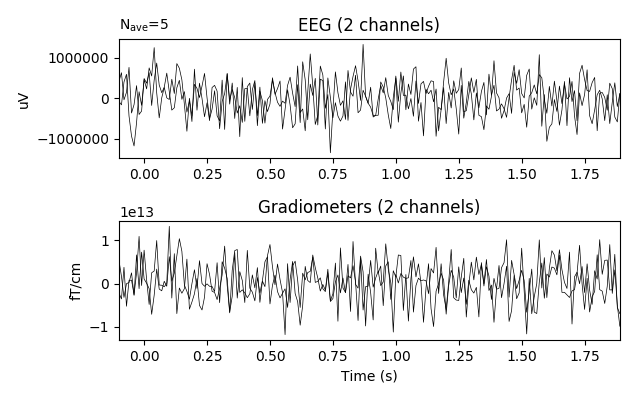 N_ave=5
EEG (2 channels)
1000000
0
−1000000
uV
0.00 0.25 0.50 0.75 1.00 1.25 1.50 1.75
1e13
Gradiometers (2 channels)
1
0
−1
fT/cm
0.00 0.25 0.50 0.75 1.00 1.25 1.50 1.75
Time (s)